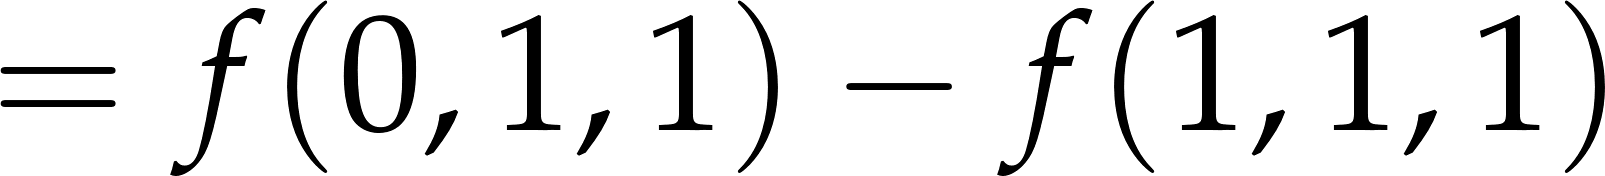 = f(0, 1, 1) − f(1, 1, 1)